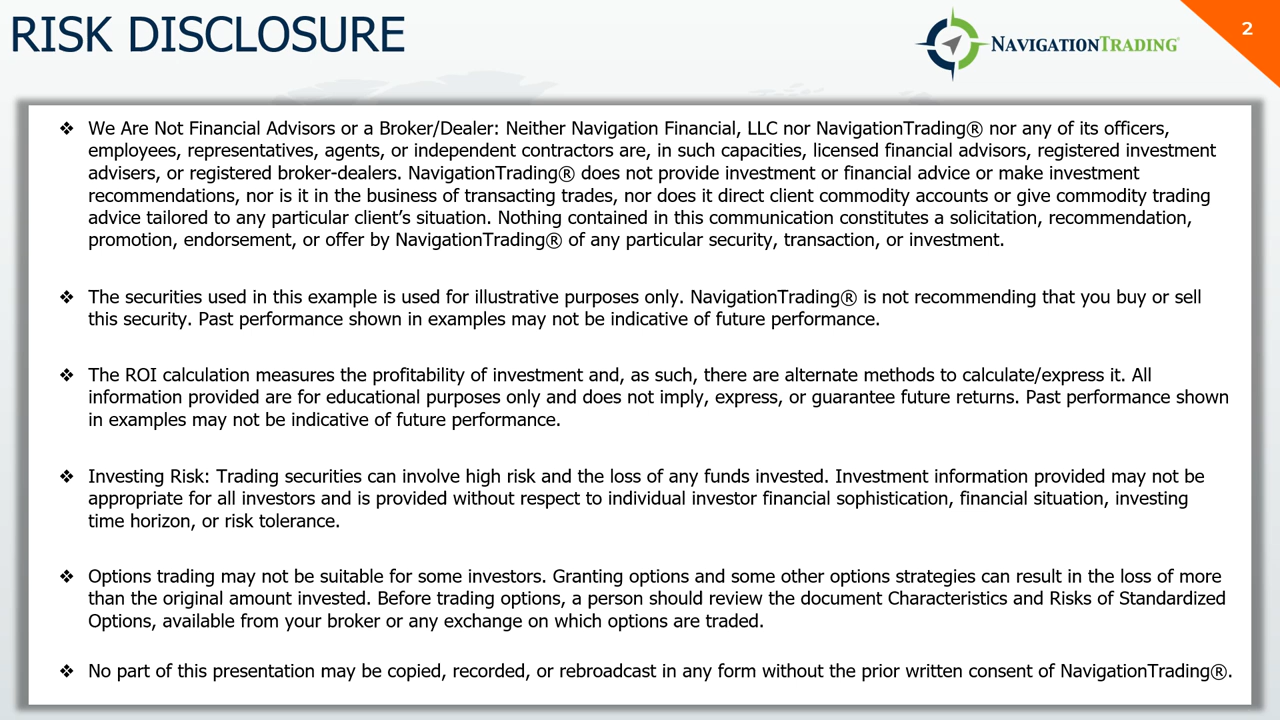 RISK DISCLOSURE
NAVIGATIONTRADING®
2
❖ We Are Not Financial Advisors or a Broker/Dealer: Neither Navigation Financial, LLC nor NavigationTrading® nor any of its officers,
employees, representatives, agents, or independent contractors are, in such capacities, licensed financial advisors, registered investment
advisers, or registered broker-dealers. NavigationTrading® does not provide investment or financial advice or make investment
recommendations, nor is it in the business of transacting trades, nor does it direct client commodity accounts or give commodity trading
advice tailored to any particular client’s situation. Nothing contained in this communication constitutes a solicitation, recommendation,
promotion, endorsement, or offer by NavigationTrading® of any particular security, transaction, or investment.
❖ The securities used in this example is used for illustrative purposes only. NavigationTrading® is not recommending that you buy or sell
this security. Past performance shown in examples may not be indicative of future performance.
❖ The ROI calculation measures the profitability of investment and, as such, there are alternate methods to calculate/express it. All
information provided are for educational purposes only and does not imply, express, or guarantee future returns. Past performance shown
in examples may not be indicative of future performance.
❖ Investing Risk: Trading securities can involve high risk and the loss of any funds invested. Investment information provided may not be
appropriate for all investors and is provided without respect to individual investor financial sophistication, financial situation, investing
time horizon, or risk tolerance.
❖ Options trading may not be suitable for some investors. Granting options and some other options strategies can result in the loss of more
than the original amount invested. Before trading options, a person should review the document Characteristics and Risks of Standardized
Options, available from your broker or any exchange on which options are traded.
❖ No part of this presentation may be copied, recorded, or rebroadcast in any form without the prior written consent of NavigationTrading®.